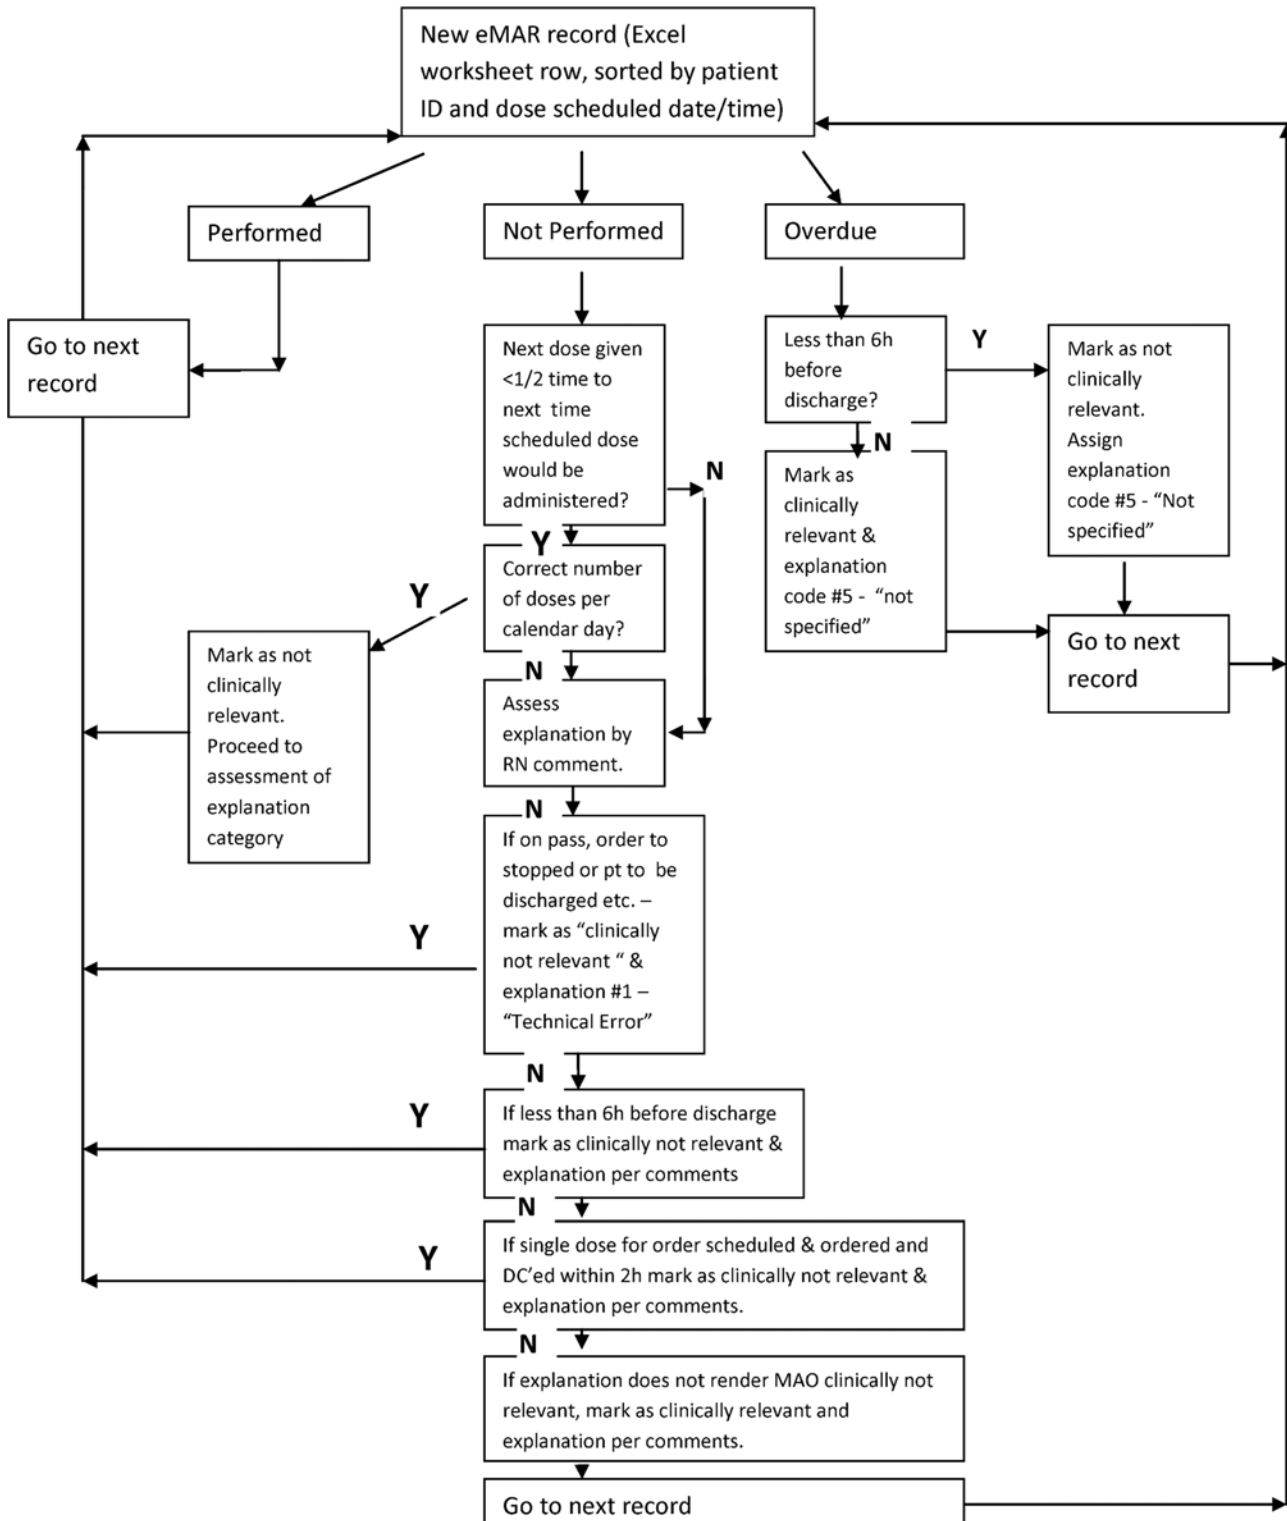 New eMAR record (Excel
worksheet row, sorted by patient
ID and dose scheduled date/time)
Performed
Not Performed
Overdue
Go to next
record
Next dose given
<1/2 time to
next time
scheduled dose
would be
administered?
Less than 6h
before
discharge?
Y
Mark as not
clinically
relevant.
Assign
explanation
code #5 - “Not
specified”
N
N
Mark as
clinically
relevant &
explanation
code #5 - “not
specified”
Y
Correct number
of doses per
calendar day?
Y
Go to next
record
Mark as not
clinically
relevant.
Proceed to
assessment of
explanation
category
N
Assess
explanation by
RN comment.
N
If on pass, order to
stopped or pt to be
discharged etc. –
mark as “clinically
not relevant “ &
explanation #1 –
“Technical Error”
Y
N
If less than 6h before discharge
mark as clinically not relevant &
explanation per comments
Y
N
If single dose for order scheduled & ordered and
DC’ed within 2h mark as clinically not relevant &
explanation per comments.
Y
N
If explanation does not render MAO clinically not
relevant, mark as clinically relevant and
explanation per comments.
Go to next record